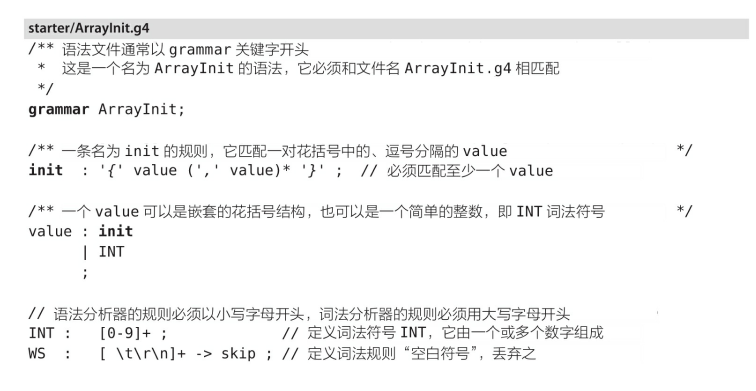 starter/ArrayInit.g4
/** 语法文件通常以 grammar 关键字开头
 *  这是一个名为 ArrayInit 的语法，它必须和文件名 ArrayInit.g4 相匹配
 */
grammar ArrayInit;
/** 一条名为 init 的规则，它匹配一对花括号中的、逗号分隔的 value */
init  : '{' value (',' value)* '}' ;  // 必须匹配至少一个 value
/** 一个 value 可以是嵌套的花括号结构，也可以是一个简单的整数，即 INT 词法符号 */
value : init
      | INT
      ;
// 语法分析器的规则必须以小写字母开头，词法分析器的规则必须用大写字母开头
INT :   [0-9]+ ;             // 定义词法符号 INT，它由一个或多个数字组成
WS  :   [ \t\r\n]+ -> skip ; // 定义词法规则“空白符号”，丢弃之